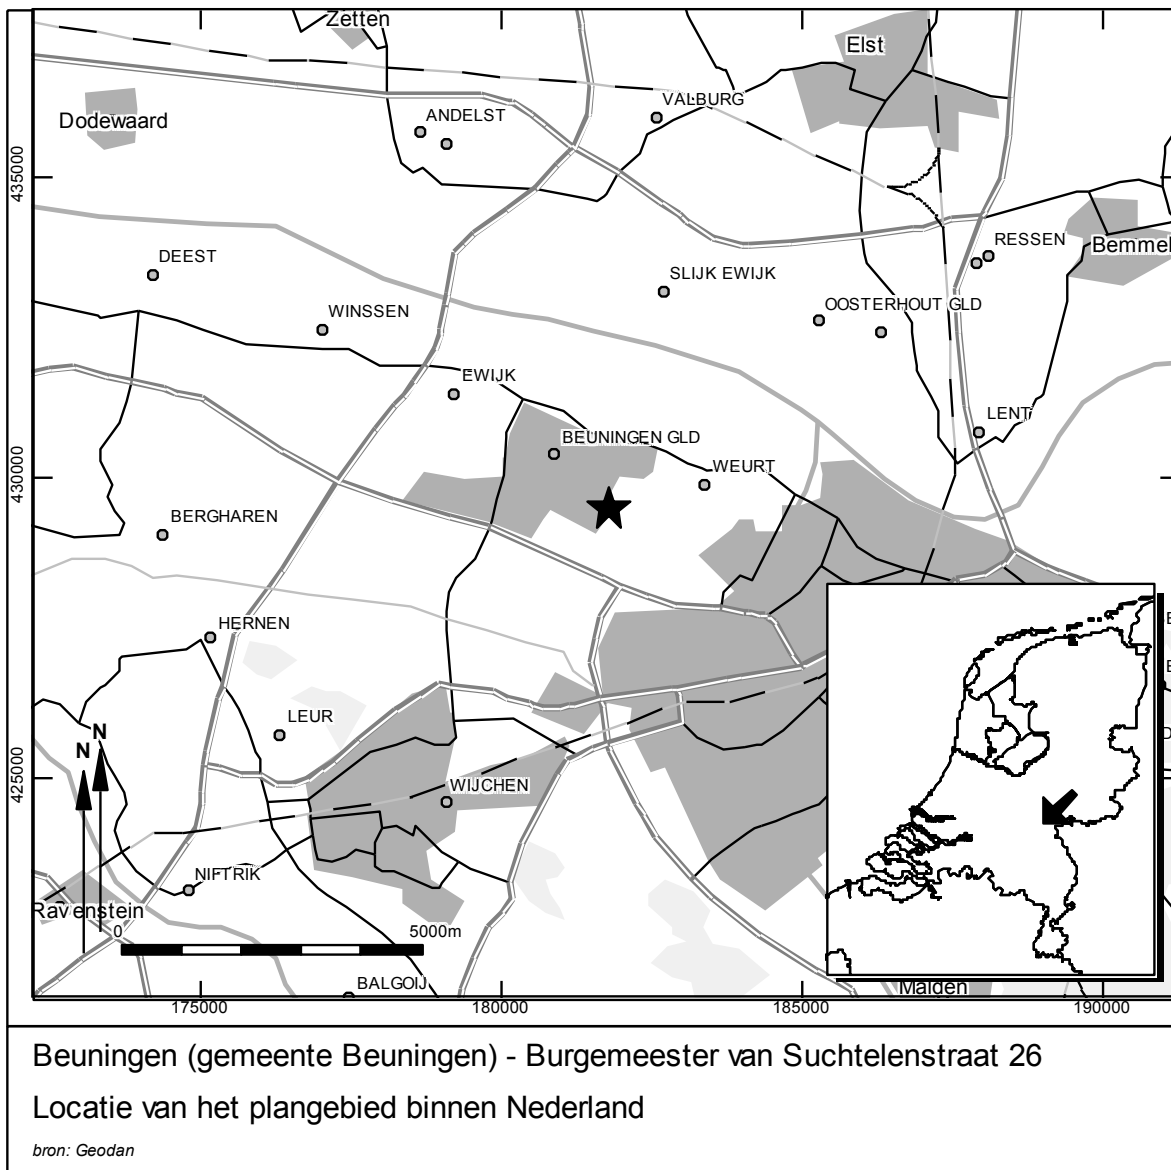 Zetten
Elst
VALBURG
Dodewaard
ANDELST
435000
RESSEN
Bemmel
DEEST
SLIJK EWIJK
WINSSEN
OOSTERHOUT GLD
EWIJK
LENT
BEUNINGEN GLD
430000
WEURT
BERGHAREN
HERNEN
LEUR
N
N
425000
WIJCHEN
NIFTRIK
Ravenstein
0
5000m
BALGOIJ
Malden
175000
180000
185000
190000
Beuningen (gemeente Beuningen) - Burgemeester van Suchtelenstraat 26
Locatie van het plangebied binnen Nederland
bron: Geodan